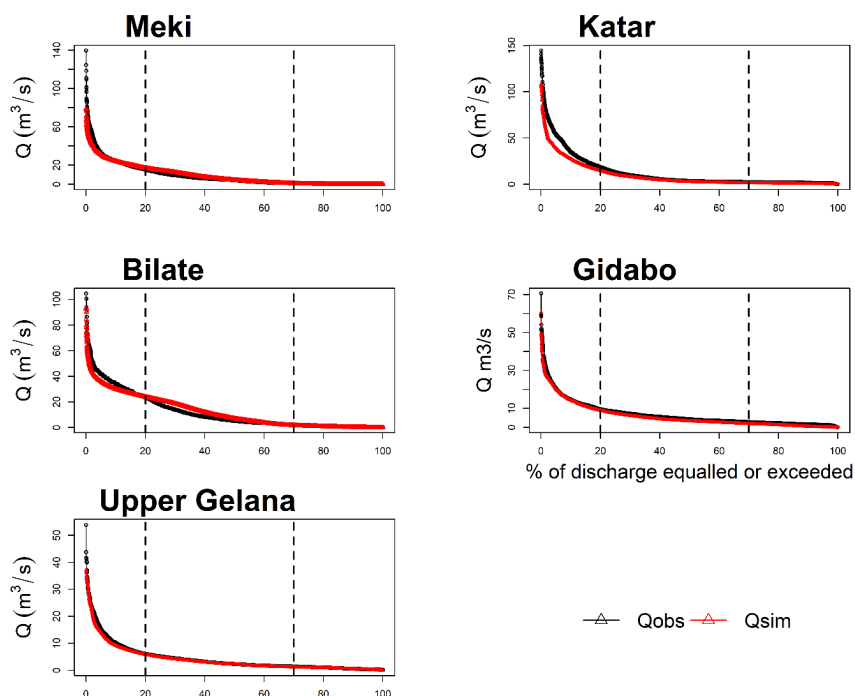 Meki
Q (m³/s)
0 20 60 100 140
0 20 40 60 80 100
Katar
Q (m³/s)
0 50 100 150
0 20 40 60 80 100
Bilate
Q (m³/s)
0 20 40 60 80 100
0 20 40 60 80 100
Gidabo
Q m3/s
0 10 30 50 70
0 20 40 60 80 100
% of discharge equalled or exceeded
Upper Gelana
Q (m³/s)
0 10 20 30 40 50
0 20 40 60 80 100
Qobs Qsim